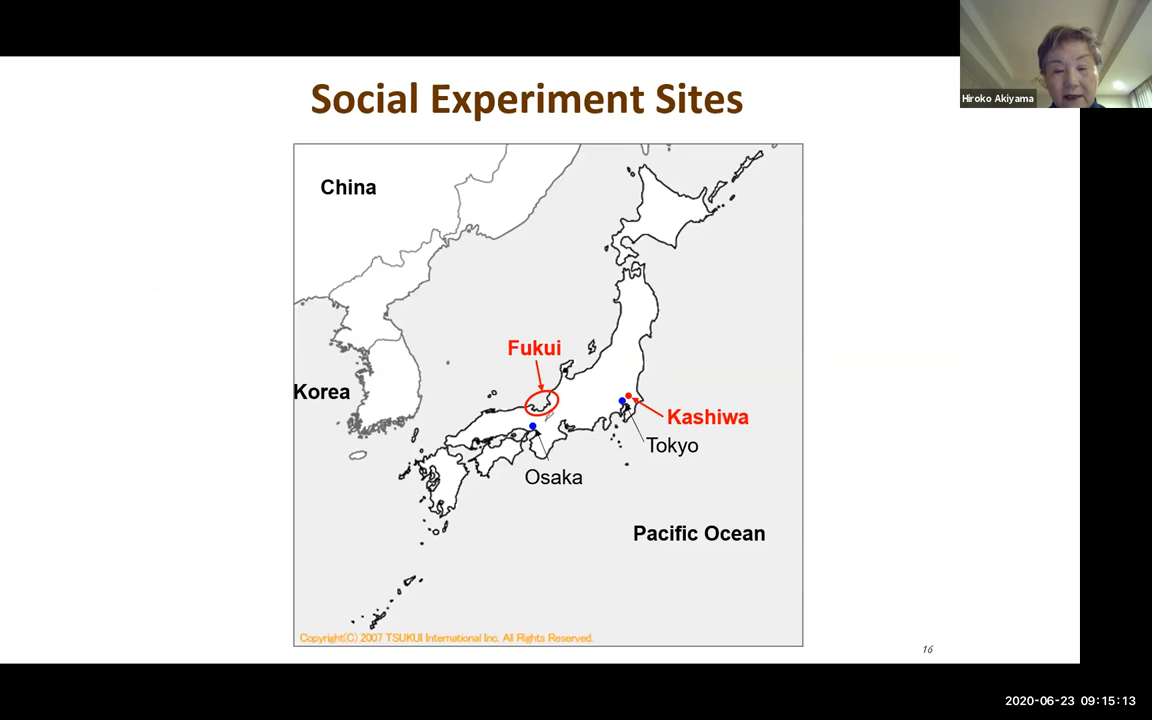 Hiroko Akiyama
Social Experiment Sites
China
Fukui
Korea
Kashiwa
Tokyo
Osaka
Pacific Ocean
Copyright(C) 2007 TSUKUI International Inc. All Rights Reserved.
16
2020-06-23 09:15:13